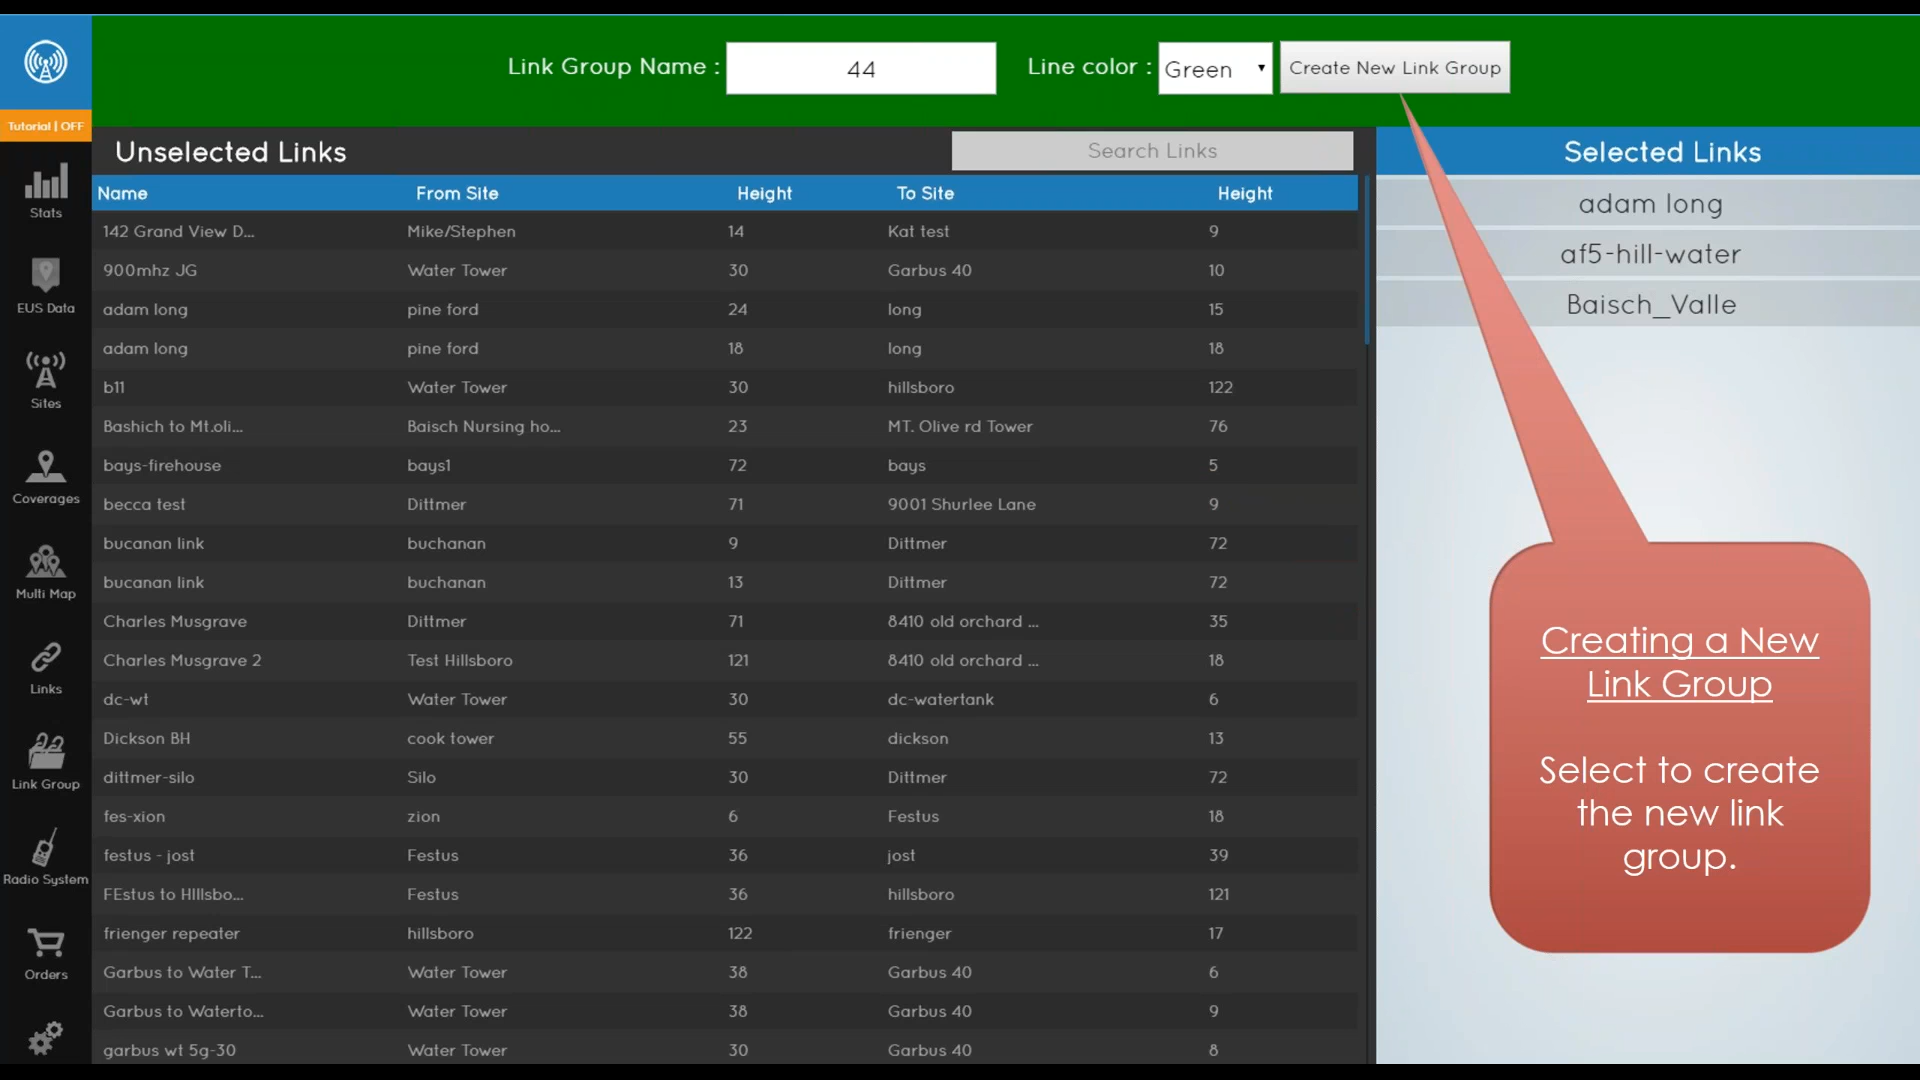 Link Group Name : 44 Line color : Green Create New Link Group
Tutorial | OFF
Stats
EUS Data
Sites
Coverages
Multi Map
Links
Link Group
Radio System
Orders
Unselected Links Search Links
Name From Site Height To Site Height
142 Grand View D... Mike/Stephen 14 Kat test 9
900mhz JG Water Tower 30 Garbus 40 10
adam long pine ford 24 long 15
adam long pine ford 18 long 18
b11 Water Tower 30 hillsboro 122
Bashich to Mt.oli... Baisch Nursing ho... 23 MT. Olive rd Tower 76
bays-firehouse bays1 72 bays 5
becca test Dittmer 71 9001 Shurlee Lane 9
bucanan link buchanan 9 Dittmer 72
bucanan link buchanan 13 Dittmer 72
Charles Musgrave Dittmer 71 8410 old orchard ... 35
Charles Musgrave 2 Test Hillsboro 121 8410 old orchard ... 18
dc-wt Water Tower 30 dc-watertank 6
Dickson BH cook tower 55 dickson 13
dittmer-silo Silo 30 Dittmer 72
fes-xion zion 6 Festus 18
festus - jost Festus 36 jost 39
FEstus to HIllsbo... Festus 36 hillsboro 121
frienger repeater hillsboro 122 frienger 17
Garbus to Water T... Water Tower 38 Garbus 40 6
Garbus to Waterto... Water Tower 38 Garbus 40 9
garbus wt 5g-30 Water Tower 30 Garbus 40 8
Selected Links
adam long
af5-hill-water
Baisch_Valle
Creating a New
Link Group
Select to create
the new link
group.